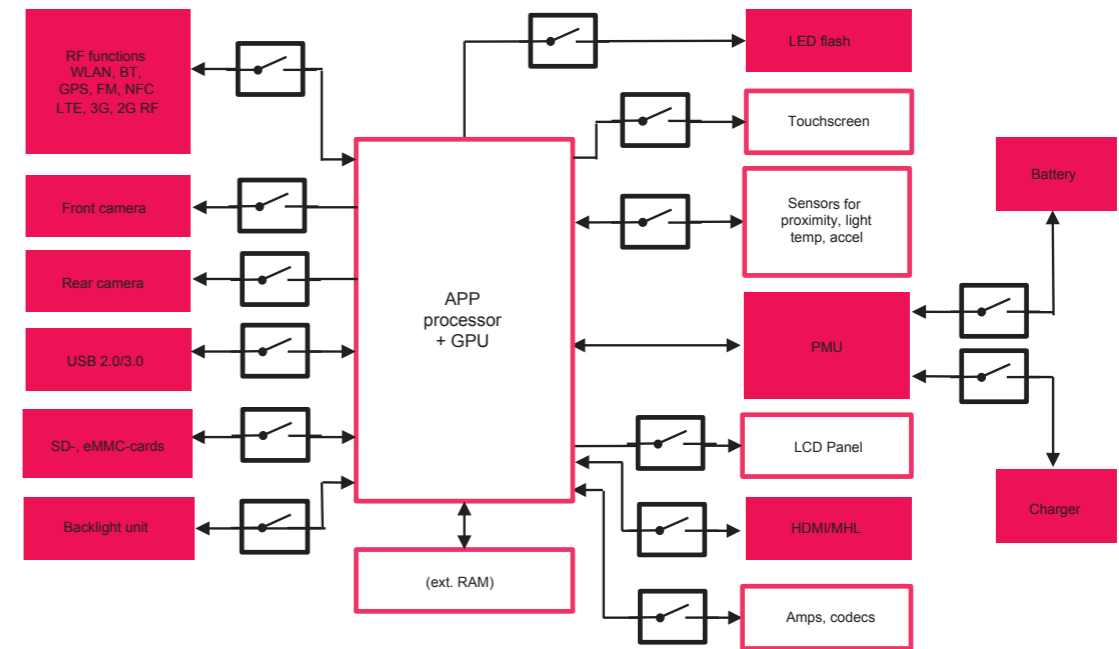 RF functions
WLAN, BT,
GPS, FM, NFC
LTE, 3G, 2G RF
LED flash
Touchscreen
Battery
Front camera
Sensors for
proximity, light
temp, accel
Rear camera
APP
processor
+ GPU
USB 2.0/3.0
PMU
SD-, eMMC-cards
LCD Panel
Backlight unit
HDMI/MHL
Charger
(ext. RAM)
Amps, codecs